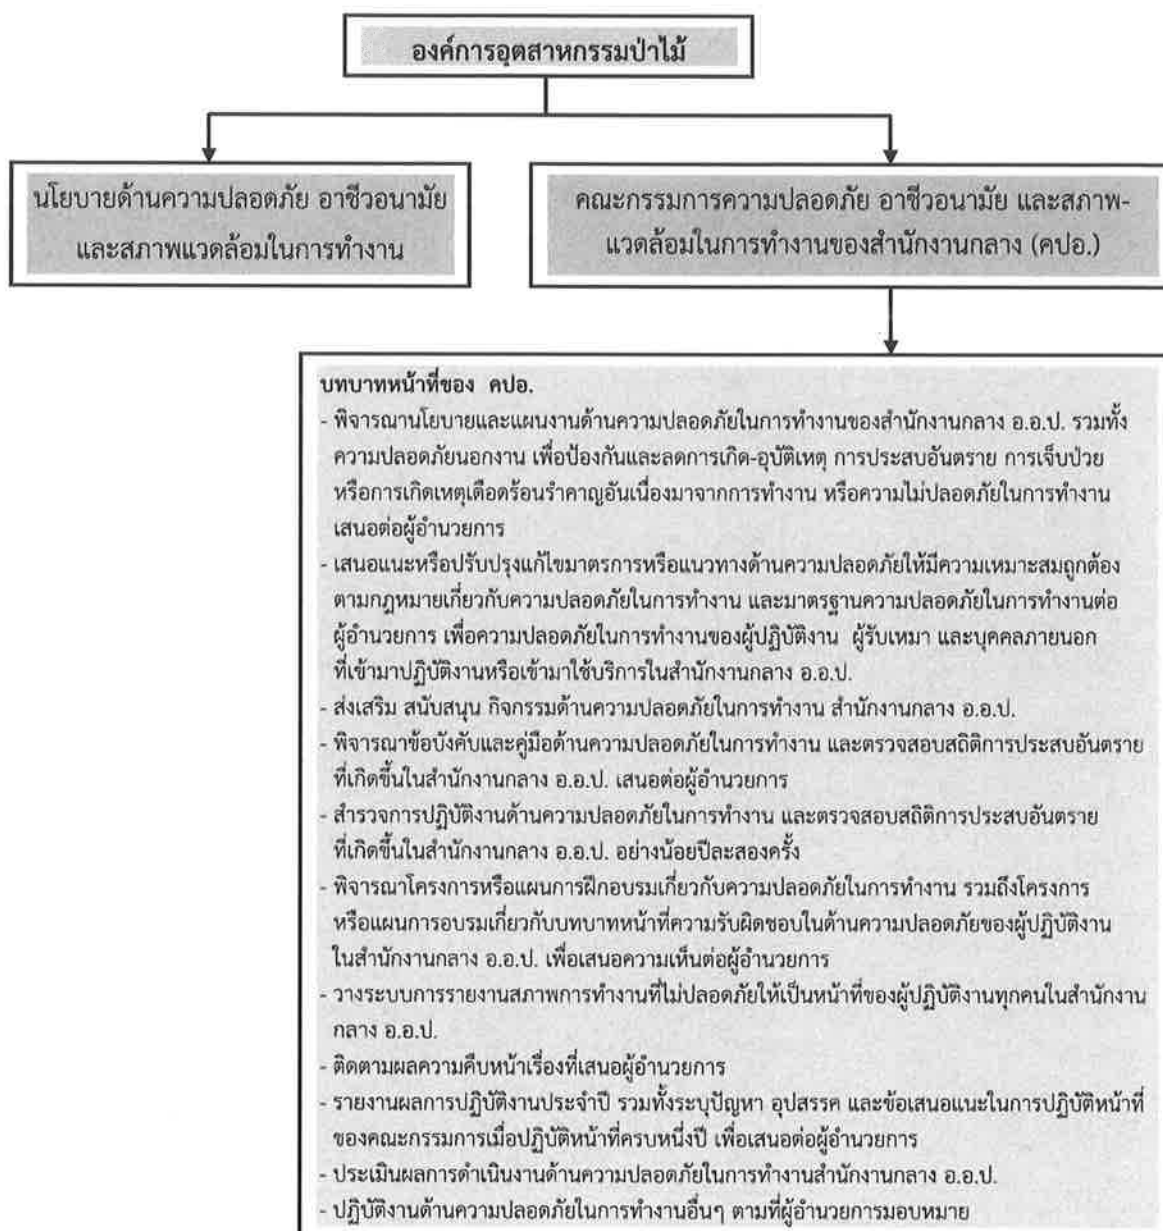 องค์การอุตสาหกรรมป่าไม้
นโยบายด้านความปลอดภัย อาชีวอนามัย
และสภาพแวดล้อมในการทำงาน
คณะกรรมการความปลอดภัย อาชีวอนามัย และสภาพ-
แวดล้อมในการทำงานของสำนักงานกลาง (คปอ.)
บทบาทหน้าที่ของ คปอ.
- พิจารณานโยบายและแผนงานด้านความปลอดภัยในการทำงานของสำนักงานกลาง อ.อ.ป. รวมทั้ง
ความปลอดภัยนอกงาน เพื่อป้องกันและลดการเกิด-อุบัติเหตุ การประสบอันตราย การเจ็บป่วย
หรือการเกิดเหตุเดือดร้อนรำคาญอันเนื่องมาจากการทำงาน หรือความไม่ปลอดภัยในการทำงาน
เสนอต่อผู้อำนวยการ
- เสนอแนะหรือปรับปรุงแก้ไขมาตรการหรือแนวทางด้านความปลอดภัยให้มีความเหมาะสมถูกต้อง
ตามกฎหมายเกี่ยวกับความปลอดภัยในการทำงาน และมาตรฐานความปลอดภัยในการทำงานต่อ
ผู้อำนวยการ เพื่อความปลอดภัยในการทำงานของผู้ปฏิบัติงาน ผู้รับเหมา และบุคคลภายนอก
ที่เข้ามาปฏิบัติงานหรือเข้ามาใช้บริการในสำนักงานกลาง อ.อ.ป.
- ส่งเสริม สนับสนุน กิจกรรมด้านความปลอดภัยในการทำงาน สำนักงานกลาง อ.อ.ป.
- พิจารณาข้อบังคับและคู่มือด้านความปลอดภัยในการทำงาน และตรวจสอบสถิติการประสบอันตราย
ที่เกิดขึ้นในสำนักงานกลาง อ.อ.ป. เสนอต่อผู้อำนวยการ
- สำรวจการปฏิบัติงานด้านความปลอดภัยในการทำงาน และตรวจสอบสถิติการประสบอันตราย
ที่เกิดขึ้นในสำนักงานกลาง อ.อ.ป. อย่างน้อยปีละสองครั้ง
- พิจารณาโครงการหรือแผนการฝึกอบรมเกี่ยวกับความปลอดภัยในการทำงาน รวมถึงโครงการ
หรือแผนการอบรมเกี่ยวกับบทบาทหน้าที่ความรับผิดชอบในด้านความปลอดภัยของผู้ปฏิบัติงาน
ในสำนักงานกลาง อ.อ.ป. เพื่อเสนอความเห็นต่อผู้อำนวยการ
- วางระบบการรายงานสภาพการทำงานที่ไม่ปลอดภัยให้เป็นหน้าที่ของผู้ปฏิบัติงานทุกคนในสำนักงาน
กลาง อ.อ.ป.
- ติดตามผลความคืบหน้าเรื่องที่เสนอผู้อำนวยการ
- รายงานผลการปฏิบัติงานประจำปี รวมทั้งระบุปัญหา อุปสรรค และข้อเสนอแนะในการปฏิบัติหน้าที่
ของคณะกรรมการเมื่อปฏิบัติหน้าที่ครบหนึ่งปี เพื่อเสนอต่อผู้อำนวยการ
- ประเมินผลการดำเนินงานด้านความปลอดภัยในการทำงานสำนักงานกลาง อ.อ.ป.
- ปฏิบัติงานด้านความปลอดภัยในการทำงานอื่นๆ ตามที่ผู้อำนวยการมอบหมาย